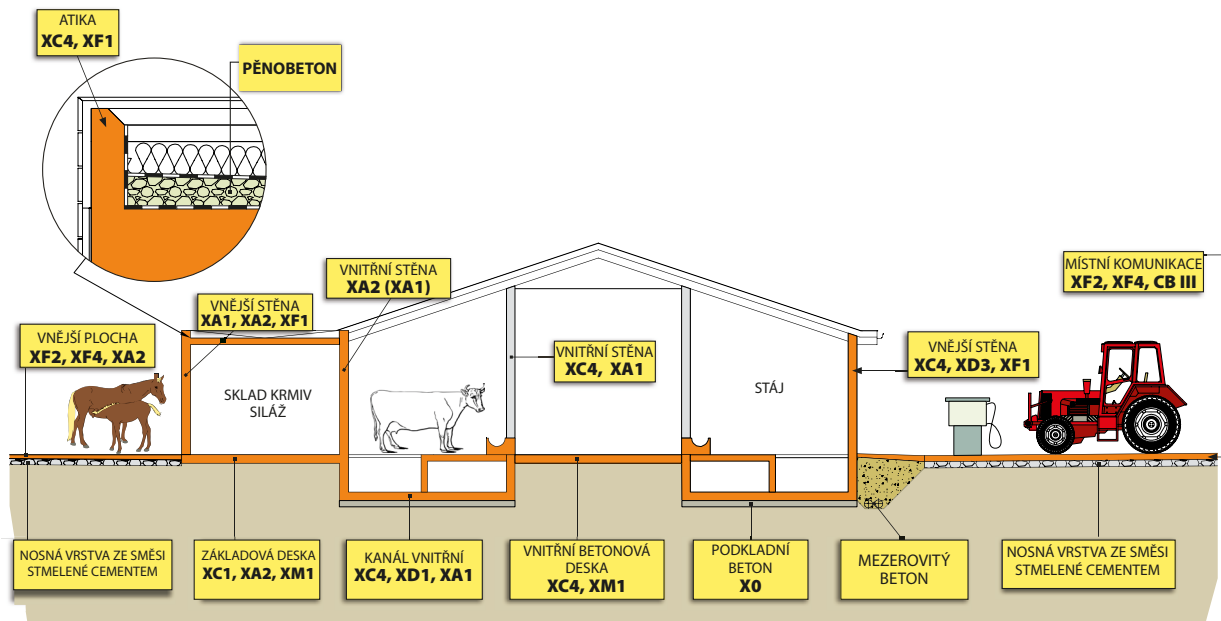 ATIKA
XC4, XF1
PĚNOBETON
VNITŘNÍ STĚNA
XA2 (XA1)
MÍSTNÍ KOMUNIKACE
XF2, XF4, CB III
VNĚJŠÍ STĚNA
XA1, XA2, XF1
VNĚJŠÍ PLOCHA
XF2, XF4, XA2
VNITŘNÍ STĚNA
XC4, XA1
VNĚJŠÍ STĚNA
XC4, XD3, XF1
SKLAD KRMIV
SILÁŽ
STÁJ
NOSNÁ VRSTVA ZE SMĚSI
STMELENÉ CEMENTEM
ZÁKLADOVÁ DESKA
XC1, XA2, XM1
KANÁL VNITŘNÍ
XC4, XD1, XA1
VNITŘNÍ BETONOVÁ
DESKA
XC4, XM1
PODKLADNÍ
BETON
X0
MEZEROVITÝ
BETON
NOSNÁ VRSTVA ZE SMĚSI
STMELENÉ CEMENTEM